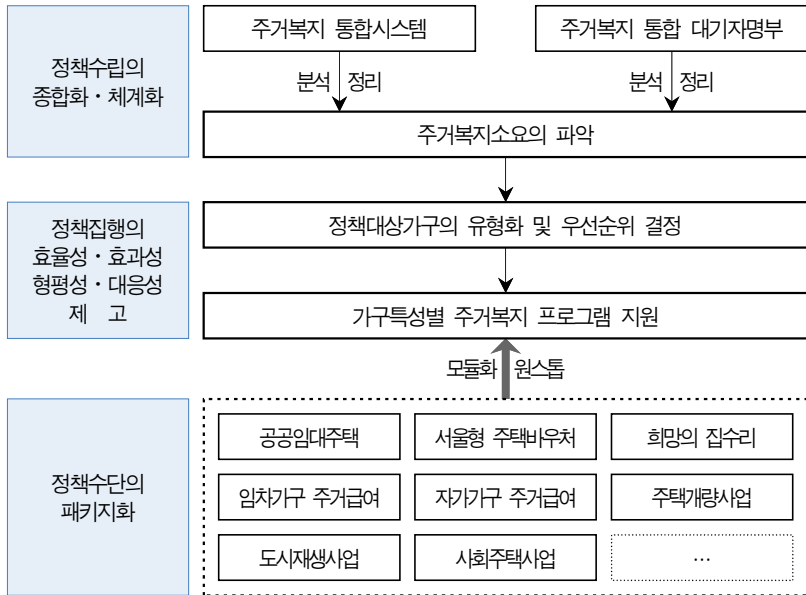 정책수립의
종합화・체계화
주거복지 통합시스템
주거복지 통합 대기자명부
분석 정리
분석 정리
주거복지소요의 파악
정책집행의
효율성・효과성
형평성・대응성
제 고
정책대상가구의 유형화 및 우선순위 결정
가구특성별 주거복지 프로그램 지원
모듈화 원스톱
정책수단의
패키지화
공공임대주택
서울형 주택바우처
희망의 집수리
임차가구 주거급여
자가가구 주거급여
주택개량사업
도시재생사업
사회주택사업
…